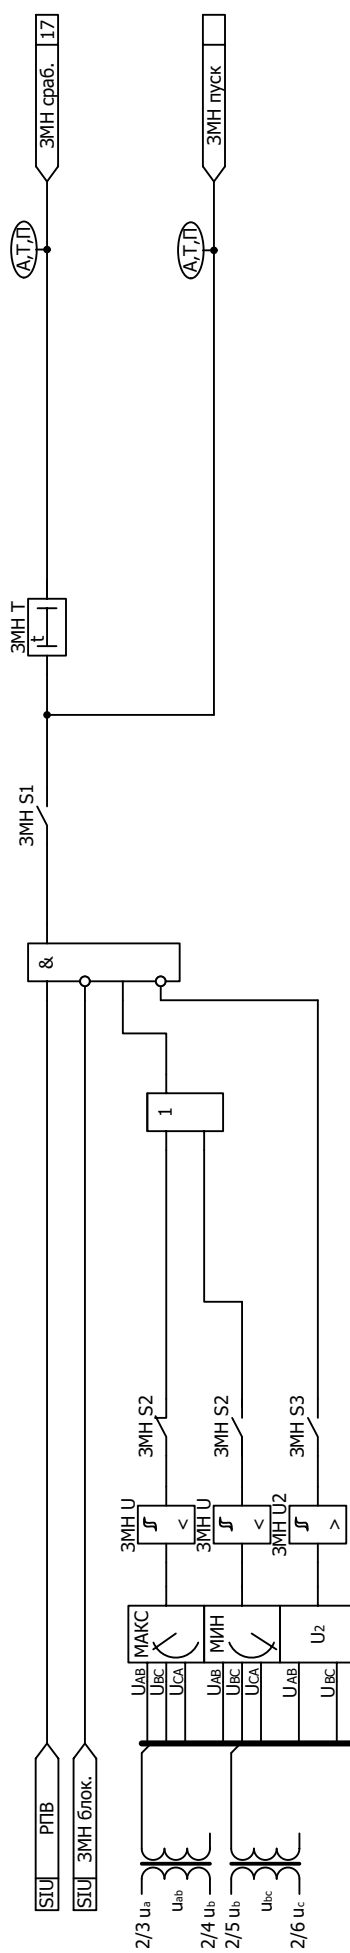 SIU РПВ
SIU ЗМН блок.
2/3 ua
uab
2/4 ub
2/5 ub
ubc
2/6 uc
UAB
UBC
UCA
UAB
UBC
UCA
UAB
UBC
МАКС
МИН
U2
ЗМН U
<
ЗМН U
<
ЗМН U2
>
ЗМН S2
ЗМН S2
ЗМН S3
1
&
ЗМН S1
ЗМН T
t
А,Т,П
А,Т,П
ЗМН сраб. 17
ЗМН пуск